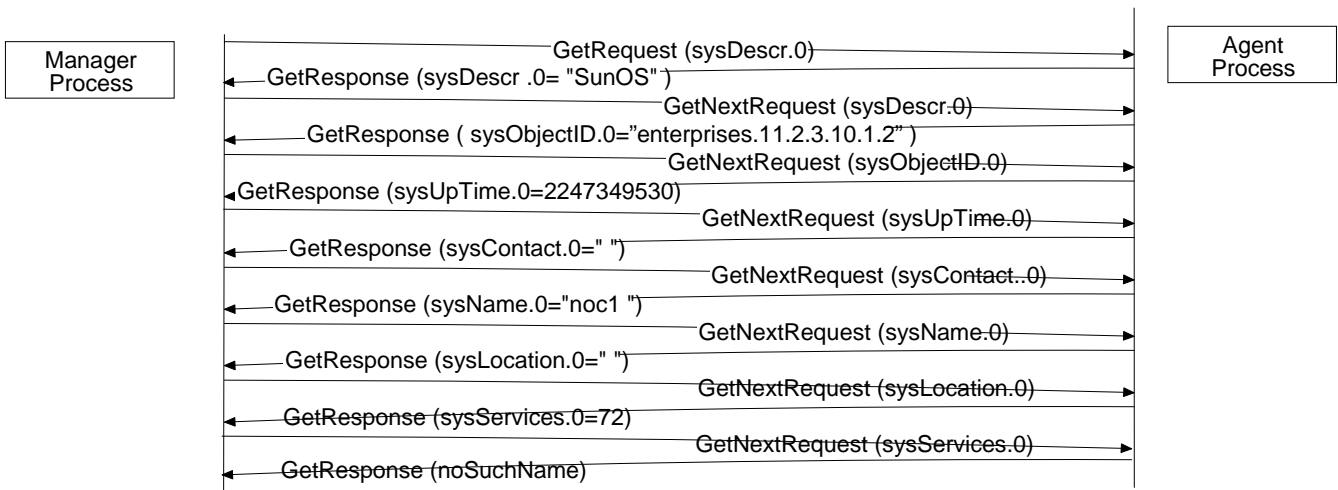 Manager
Process
Agent
Process
GetRequest (sysDescr.0)
GetResponse (sysDescr .0= "SunOS" )
GetNextRequest (sysDescr.0)
GetResponse ( sysObjectID.0=”enterprises.11.2.3.10.1.2” )
GetNextRequest (sysObjectID.0)
GetResponse (sysUpTime.0=2247349530)
GetNextRequest (sysUpTime.0)
GetResponse (sysContact.0=" ")
GetNextRequest (sysContact..0)
GetResponse (sysName.0="noc1 ")
GetNextRequest (sysName.0)
GetResponse (sysLocation.0=" ")
GetNextRequest (sysLocation.0)
GetResponse (sysServices.0=72)
GetNextRequest (sysServices.0)
GetResponse (noSuchName)